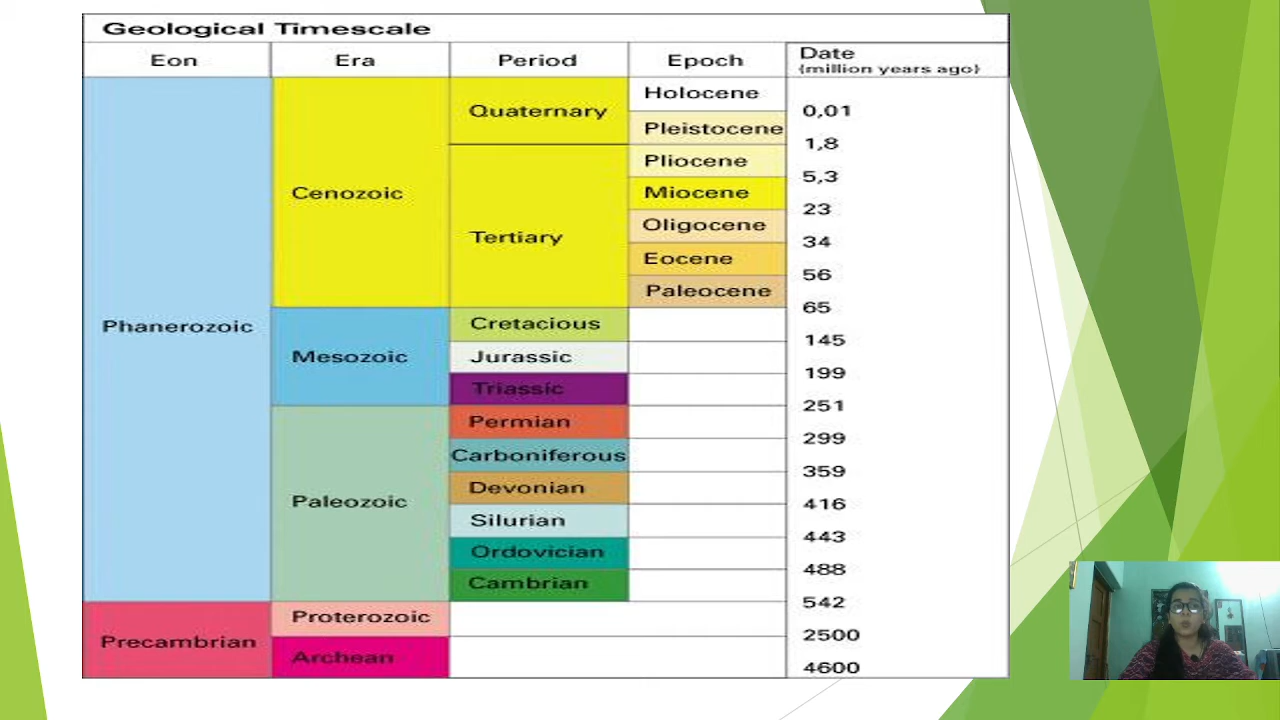 Geological Timescale
Eon Era Period Epoch Date
(million years ago)
Holocene
Quaternary 0,01
Pleistocene
1,8
Pliocene
5,3
Cenozoic Miocene
23
Oligocene
Tertiary 34
Eocene
56
Paleocene
65
Phanerozoic Cretacious
145
Mesozoic Jurassic
199
Triassic
251
Permian
299
Carboniferous
359
Devonian
Paleozoic 416
Silurian
443
Ordovician
488
Cambrian
542
Proterozoic
Precambrian 2500
Archean
4600